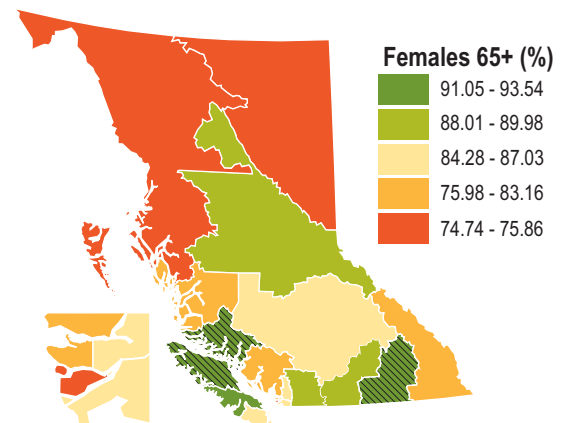 Females 65+ (%)
91.05 - 93.54
88.01 - 89.98
84.28 - 87.03
75.98 - 83.16
74.74 - 75.86